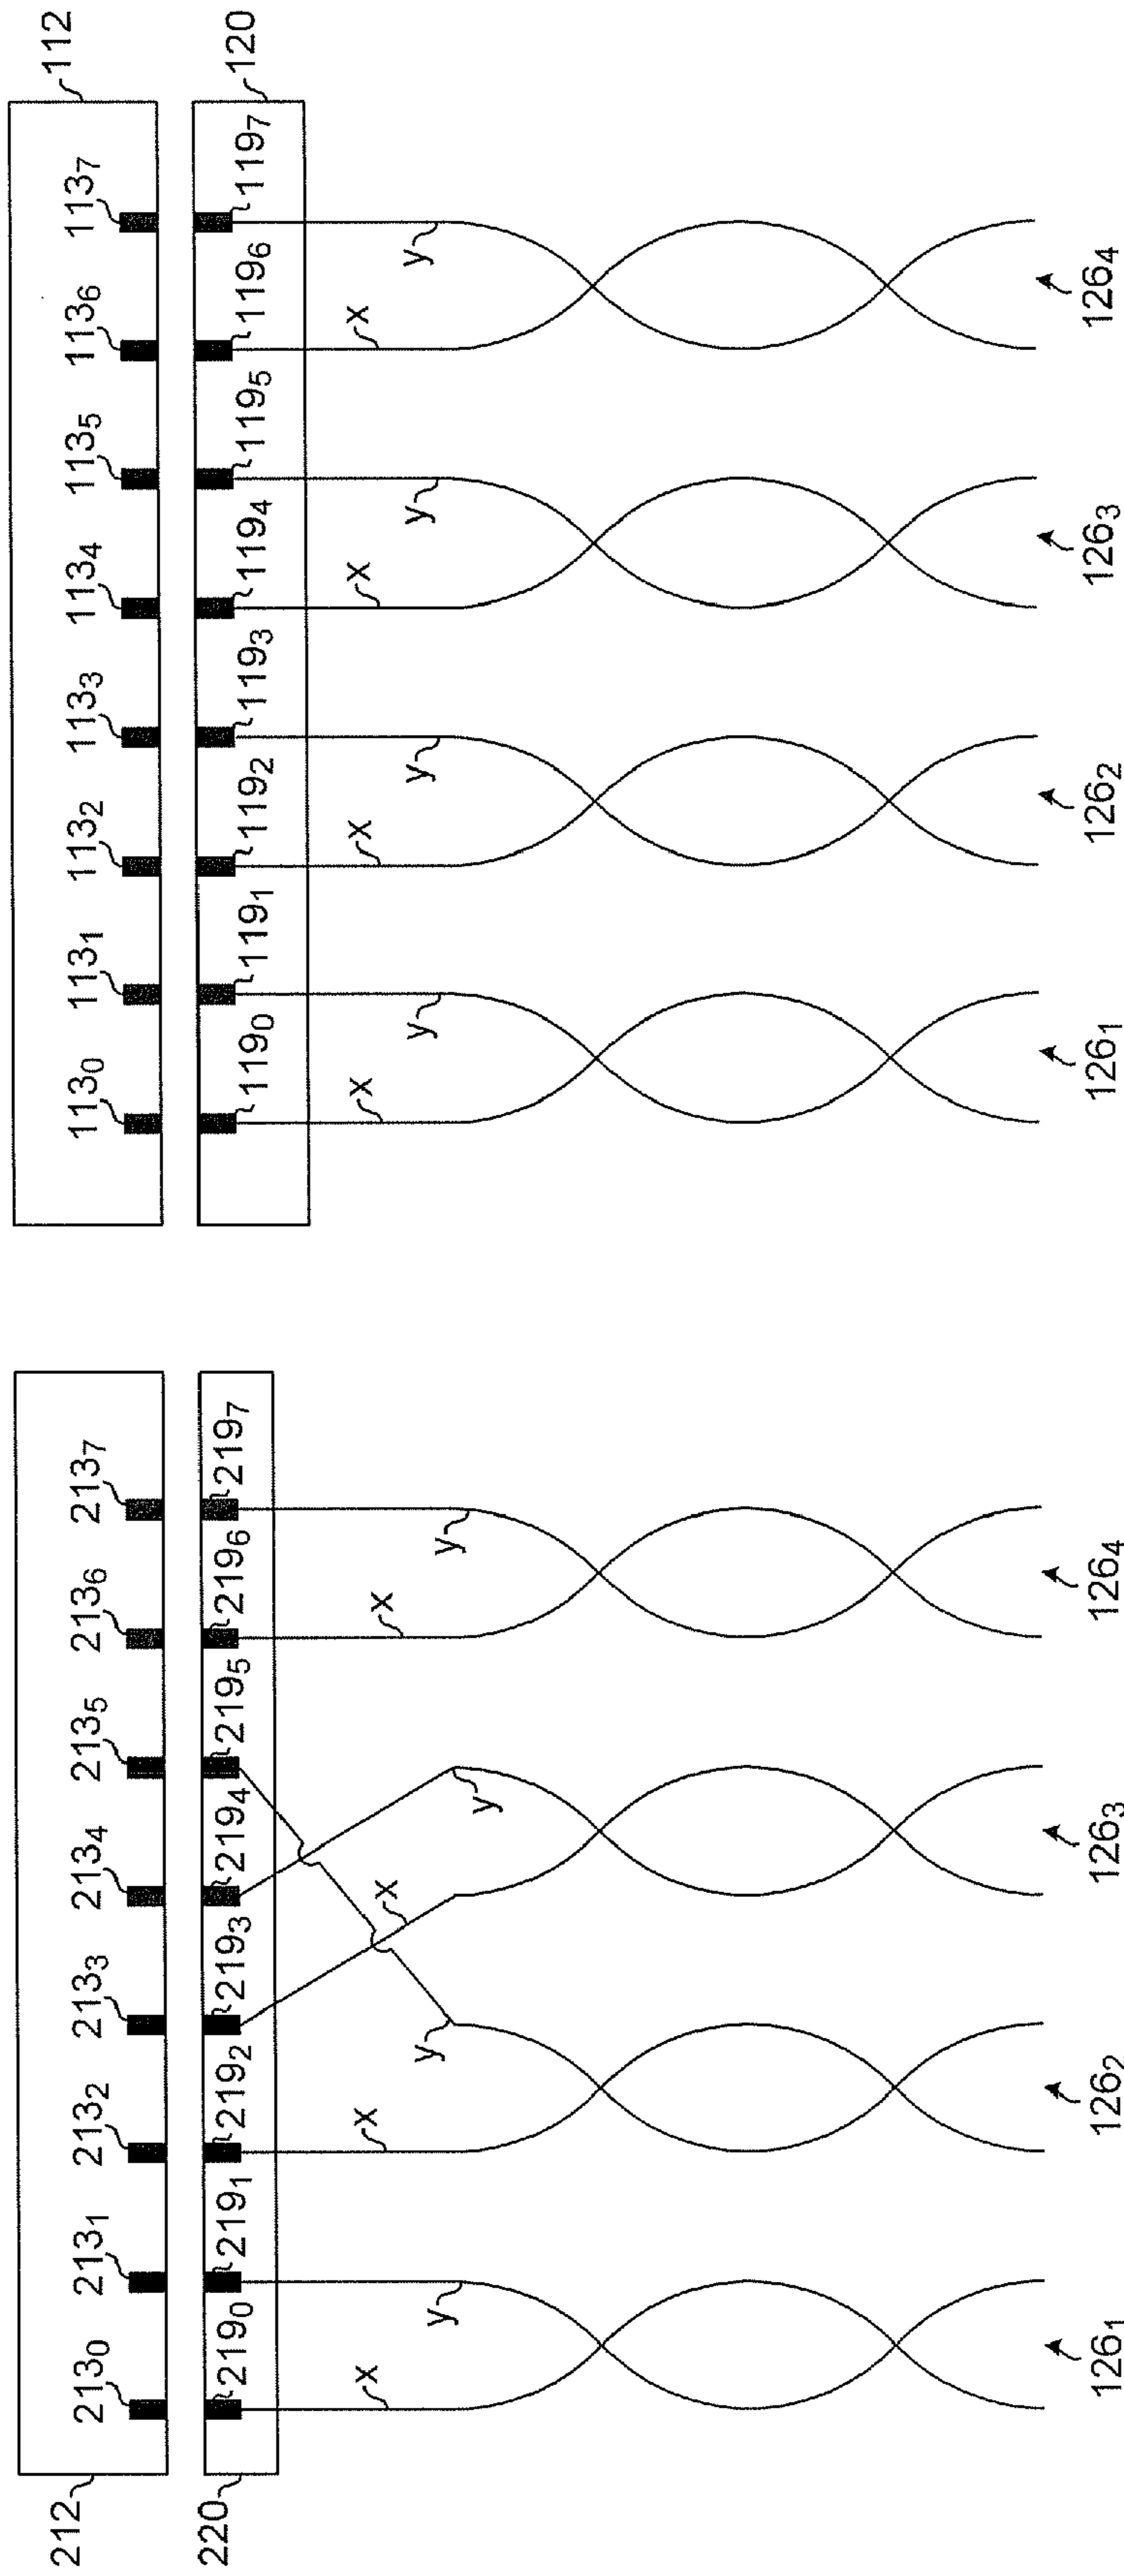 212
213₀ 213₁ 213₂ 213₃ 213₄ 213₅ 213₆ 213₇
220
219₀ 219₁ 219₂ 219₃ 219₄ 219₅ 219₆ 219₇
x y x y x y x y
126₁ 126₂ 126₃ 126₄
112
113₀ 113₁ 113₂ 113₃ 113₄ 113₅ 113₆ 113₇
120
119₀ 119₁ 119₂ 119₃ 119₄ 119₅ 119₆ 119₇
x y x y x y x y
126₁ 126₂ 126₃ 126₄